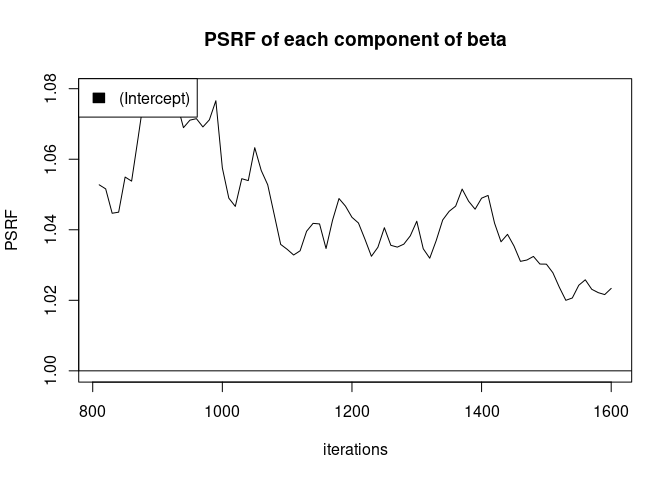 PSRF of each component of beta
(Intercept)
PSRF
1.08
1.06
1.04
1.02
1.00
800 1000 1200 1400 1600
iterations